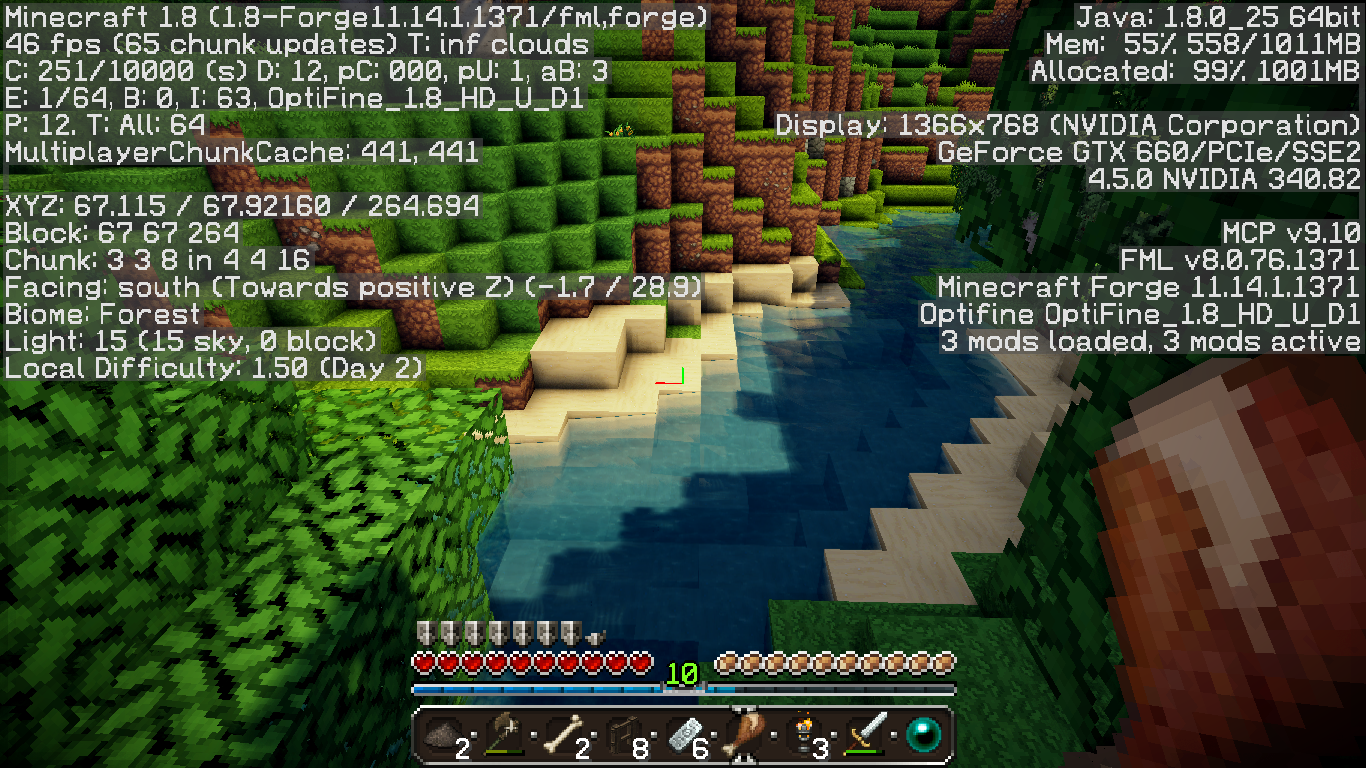 Minecraft 1.8 (1.8-Forge11.14.1.1371/fml,forge)
46 fps (65 chunk updates) T: inf clouds
C: 251/10000 (s) D: 12, pC: 000, pU: 1, aB: 3
E: 1/64, B: 0, I: 63, OptiFine_1.8_HD_U_D1
P: 12. T: All: 64
MultiplayerChunkCache: 441, 441
XYZ: 67.115 / 67.92160 / 264.694
Block: 67 67 264
Chunk: 3 3 8 in 4 4 16
Facing: south (Towards positive Z) (-1.7 / 28.9)
Biome: Forest
Light: 15 (15 sky, 0 block)
Local Difficulty: 1.50 (Day 2)
Java: 1.8.0_25 64bit
Mem: 55% 558/1011MB
Allocated: 99% 1001MB
Display: 1366x768 (NVIDIA Corporation)
GeForce GTX 660/PCIe/SSE2
4.5.0 NVIDIA 340.82
MCP v9.10
FML v8.0.76.1371
Minecraft Forge 11.14.1.1371
Optifine OptiFine_1.8_HD_U_D1
3 mods loaded, 3 mods active
10
2 2 8 6 3